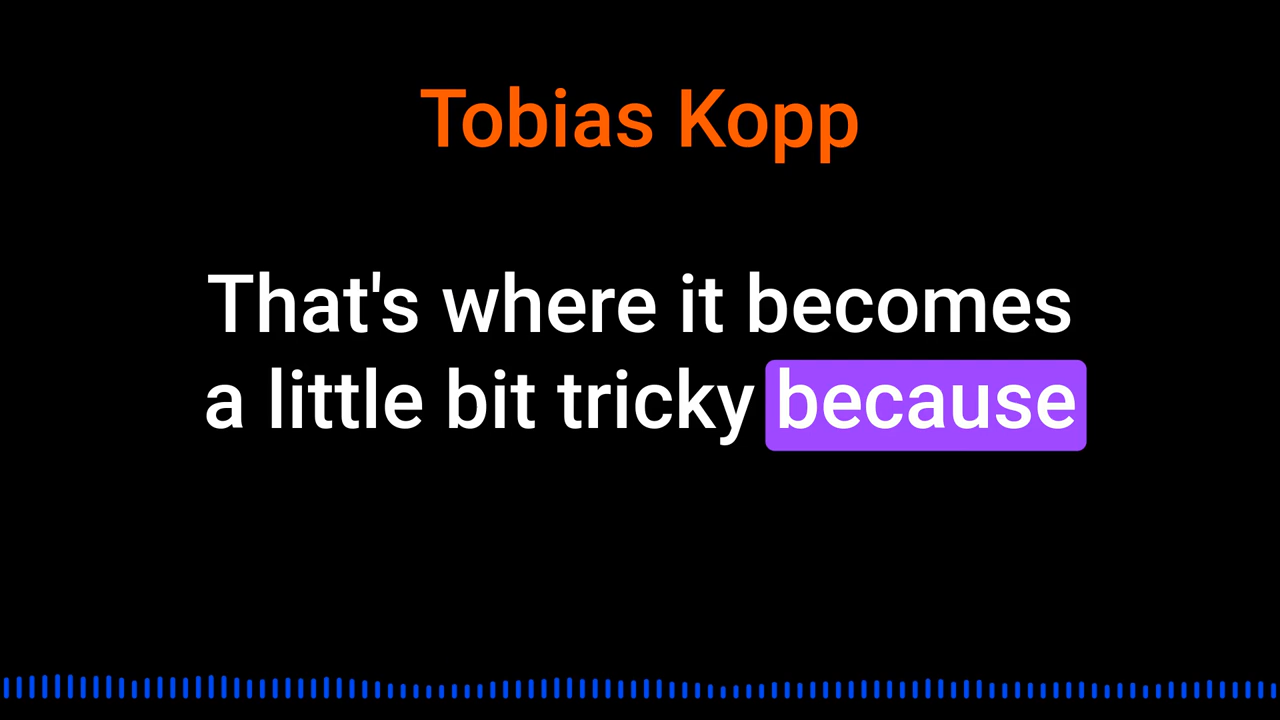 Tobias Kopp
That's where it becomes
a little bit tricky because